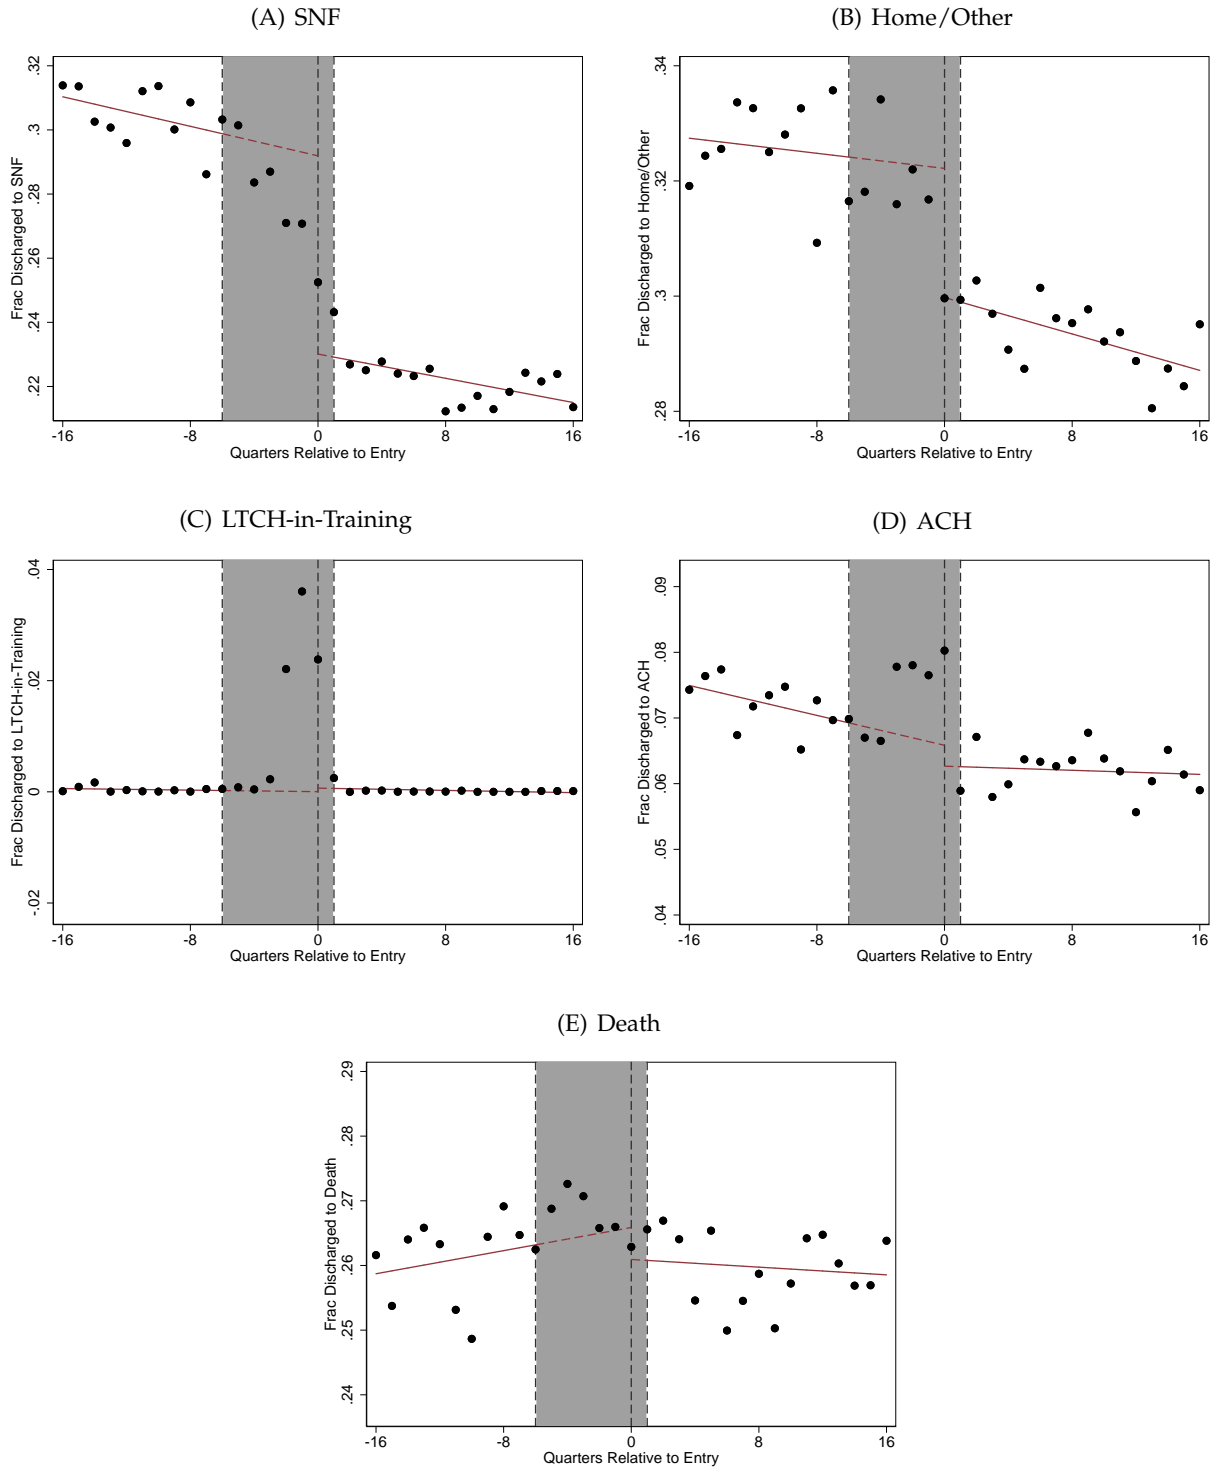 (A) SNF
Frac Discharged to SNF
.32
.3
.28
.26
.24
.22
-16 -8 0 8 16
Quarters Relative to Entry
(B) Home/Other
Frac Discharged to Home/Other
.34
.32
.3
.28
-16 -8 0 8 16
Quarters Relative to Entry
(C) LTCH-in-Training
Frac Discharged to LTCH-in-Training
.04
.02
0
-.02
-16 -8 0 8 16
Quarters Relative to Entry
(D) ACH
Frac Discharged to ACH
.09
.08
.07
.06
.05
.04
-16 -8 0 8 16
Quarters Relative to Entry
(E) Death
Frac Discharged to Death
.29
.28
.27
.26
.25
.24
-16 -8 0 8 16
Quarters Relative to Entry